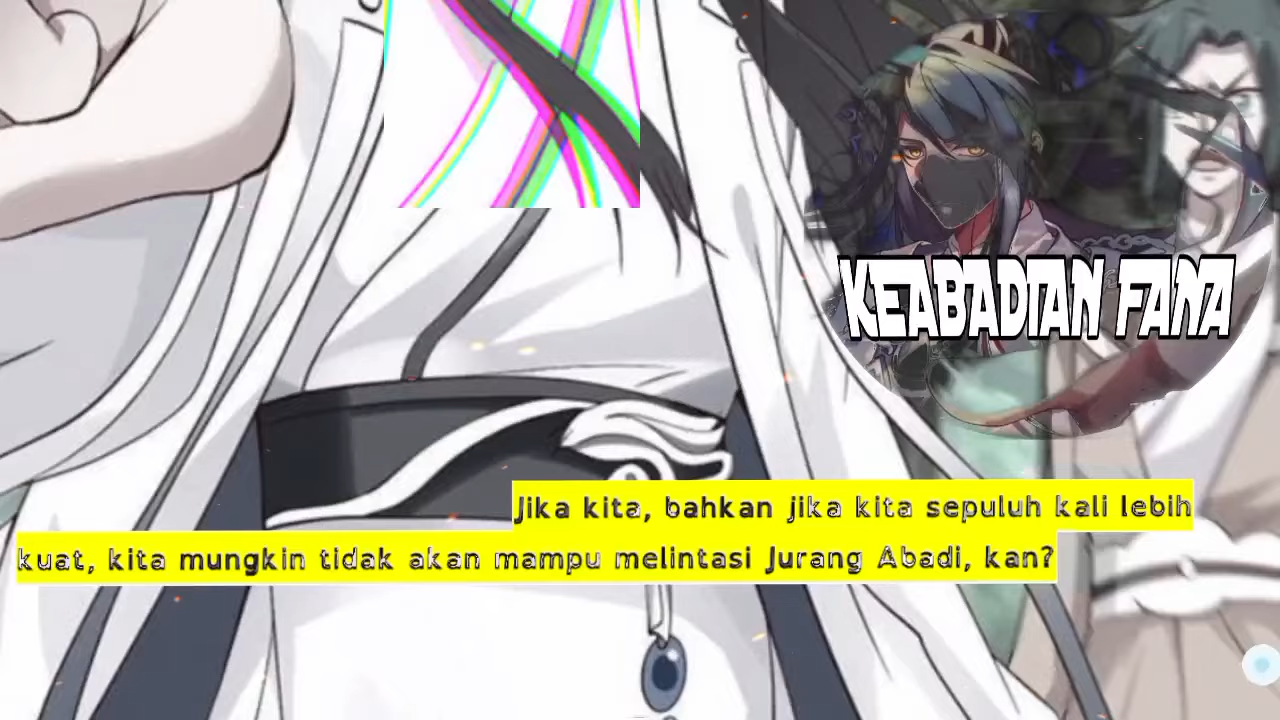 KEABADIAN FANA
Jika kita, bahkan jika kita sepuluh kali lebih
kuat, kita mungkin tidak akan mampu melintasi Jurang Abadi, kan?